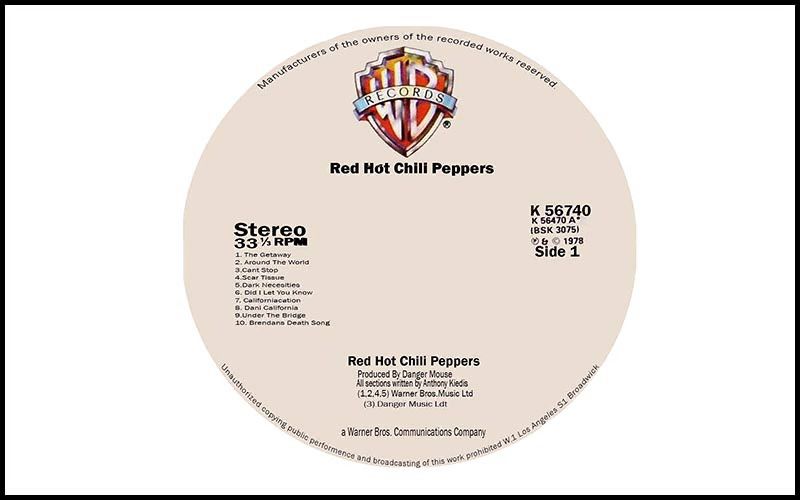 Manufacturers of the owners of the recorded works reserved.
WB
RECORDS
®
Red Hot Chili Peppers
K 56740
K 56470 A*
(BSK 3075)
℗ & © 1978
Side 1
Stereo
33⅓ RPM
1. The Getaway
2. Around The World
3.Cant Stop
4.Scar Tissue
5.Dark Necesities
6. Did I Let You Know
7. Californiacation
8. Dani California
9.Under The Bridge
10. Brendans Death Song
Red Hot Chili Peppers
Produced By Danger Mouse
All sections written by Anthony Kiedis
(1,2,4,5) Warner Bros.Music Ltd
(3) Danger Music Ldt
a Warner Bros. Communications Company
Unauthorized copying public performence and broadcasting of this work prohibited W.1 Los Angeles S1 Broadwick